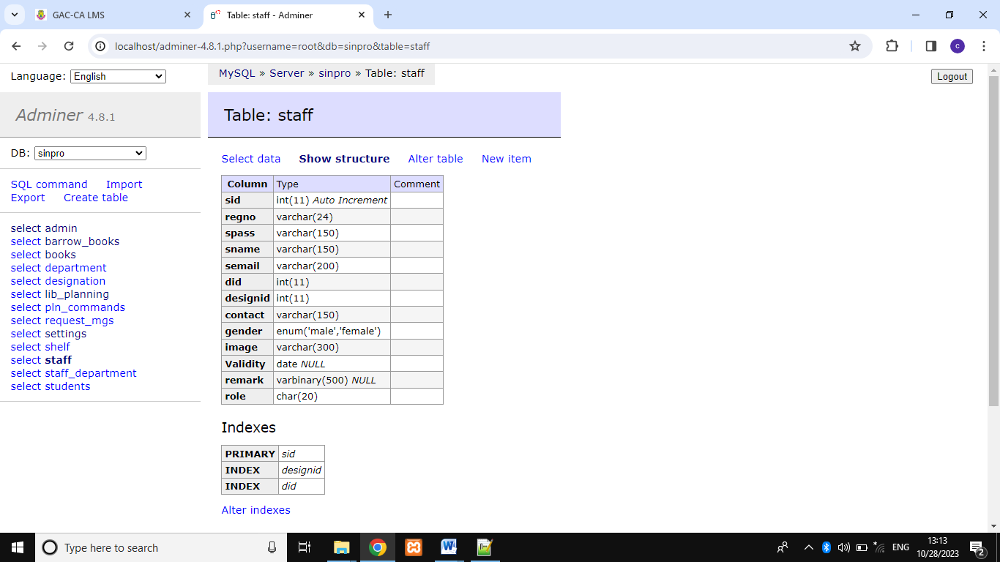 GAC-CA LMS
Table: staff - Adminer
localhost/adminer-4.8.1.php?username=root&db=sinpro&table=staff
Language: English
MySQL » Server » sinpro » Table: staff
Logout
Adminer 4.8.1
Table: staff
DB: sinpro
Select data Show structure Alter table New item
SQL command Import
Export Create table
select admin
select barrow_books
select books
select department
select designation
select lib_planning
select pln_commands
select request_mgs
select settings
select shelf
select staff
select staff_department
select students
Column Type Comment
sid int(11) Auto Increment
regno varchar(24)
spass varchar(150)
sname varchar(150)
semail varchar(200)
did int(11)
designid int(11)
contact varchar(150)
gender enum('male','female')
image varchar(300)
Validity date NULL
remark varbinary(500) NULL
role char(20)
Indexes
PRIMARY sid
INDEX designid
INDEX did
Alter indexes
Type here to search
ENG
13:13
10/28/2023
2
c